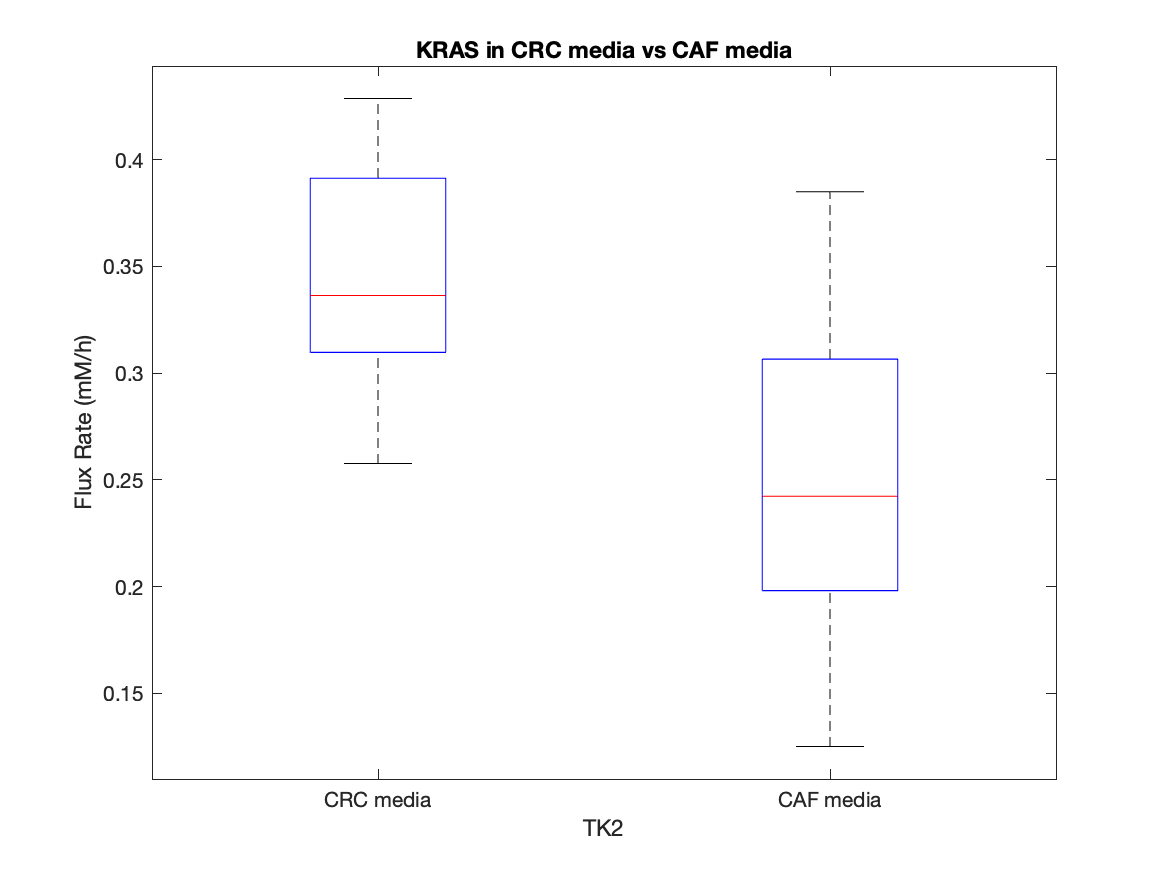 KRAS in CRC media vs CAF media
0.4
0.35
0.3
0.25
0.2
0.15
Flux Rate (mM/h)
CRC media
CAF media
TK2